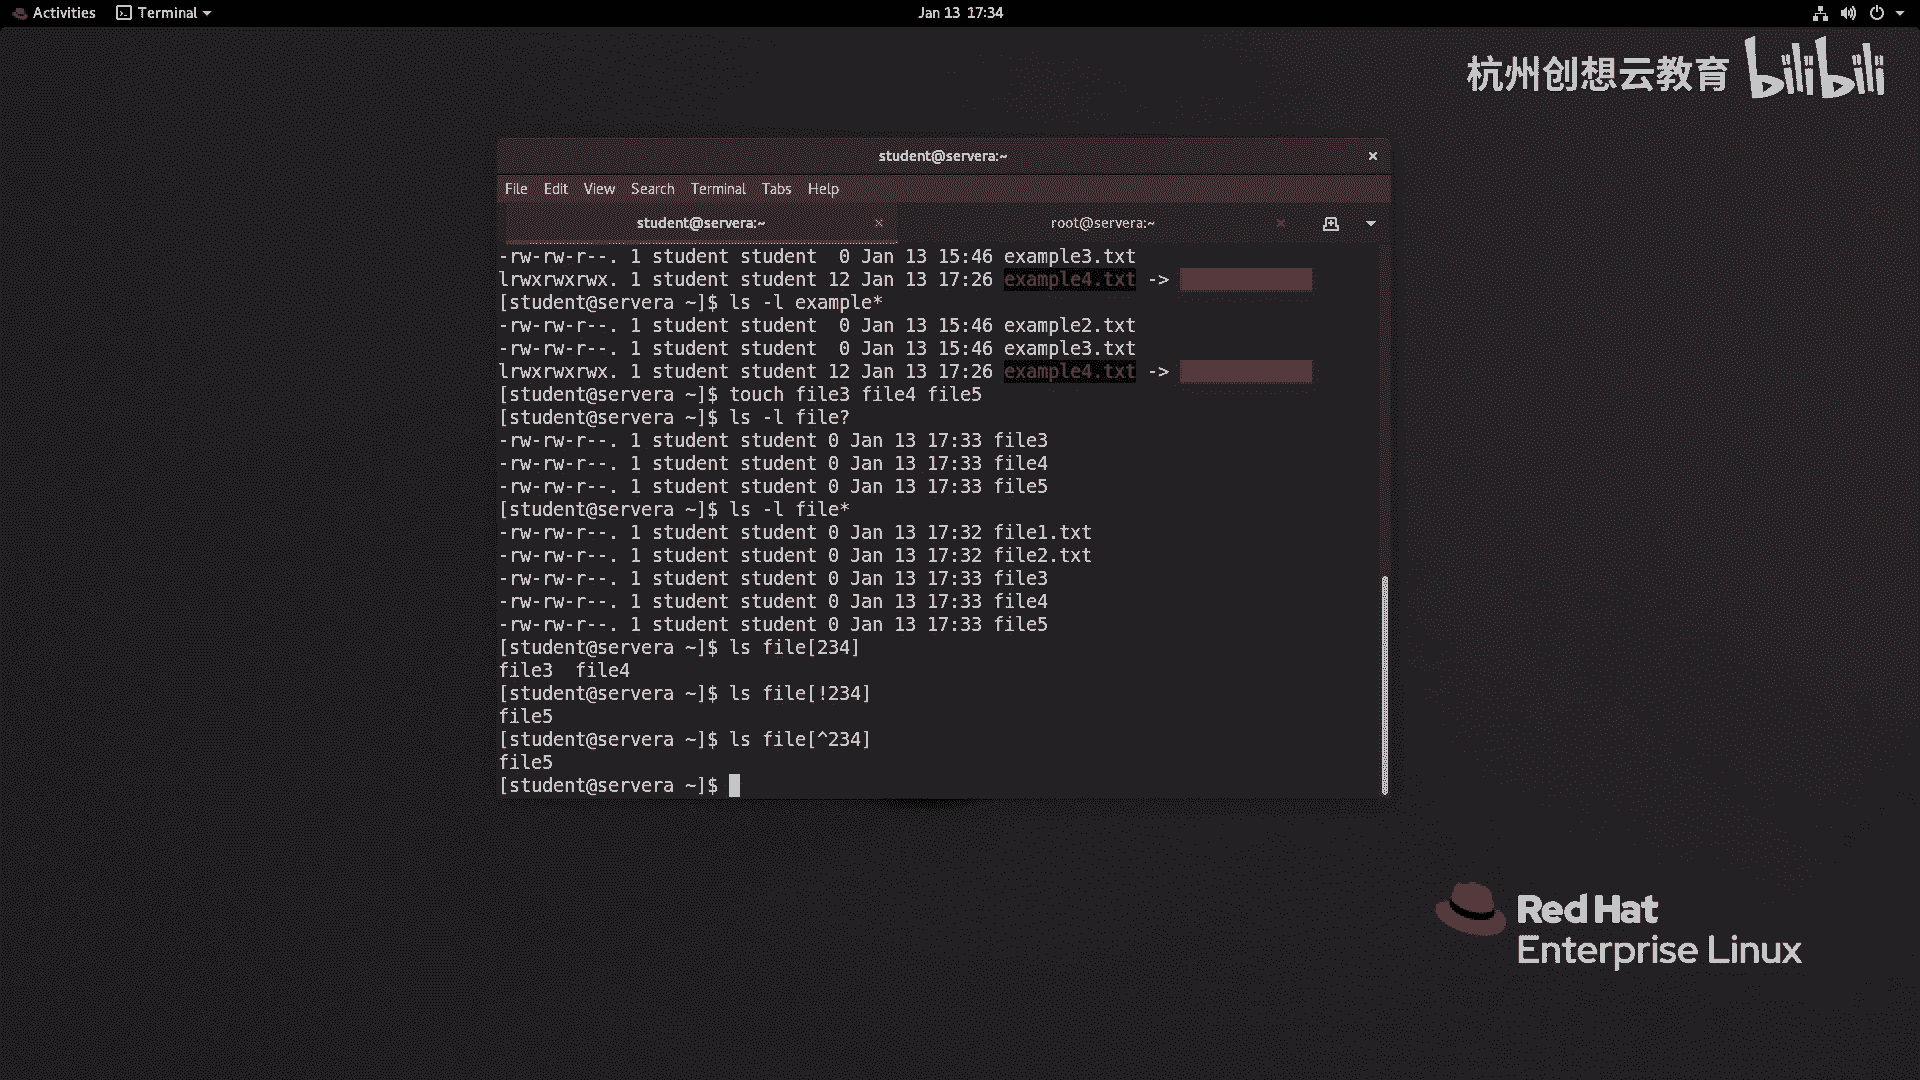 Activities Terminal Jan 13 17:34
杭州创想云教育 bilibili
student@servera:~
File Edit View Search Terminal Tabs Help
student@servera:~ root@servera:~
-rw-rw-r--. 1 student student  0 Jan 13 15:46 example3.txt
lrwxrwxrwx. 1 student student 12 Jan 13 17:26 example4.txt ->
[student@servera ~]$ ls -l example*
-rw-rw-r--. 1 student student  0 Jan 13 15:46 example2.txt
-rw-rw-r--. 1 student student  0 Jan 13 15:46 example3.txt
lrwxrwxrwx. 1 student student 12 Jan 13 17:26 example4.txt ->
[student@servera ~]$ touch file3 file4 file5
[student@servera ~]$ ls -l file?
-rw-rw-r--. 1 student student 0 Jan 13 17:33 file3
-rw-rw-r--. 1 student student 0 Jan 13 17:33 file4
-rw-rw-r--. 1 student student 0 Jan 13 17:33 file5
[student@servera ~]$ ls -l file*
-rw-rw-r--. 1 student student 0 Jan 13 17:32 file1.txt
-rw-rw-r--. 1 student student 0 Jan 13 17:32 file2.txt
-rw-rw-r--. 1 student student 0 Jan 13 17:33 file3
-rw-rw-r--. 1 student student 0 Jan 13 17:33 file4
-rw-rw-r--. 1 student student 0 Jan 13 17:33 file5
[student@servera ~]$ ls file[234]
file3  file4
[student@servera ~]$ ls file[!234]
file5
[student@servera ~]$ ls file[^234]
file5
[student@servera ~]$
Red Hat
Enterprise Linux